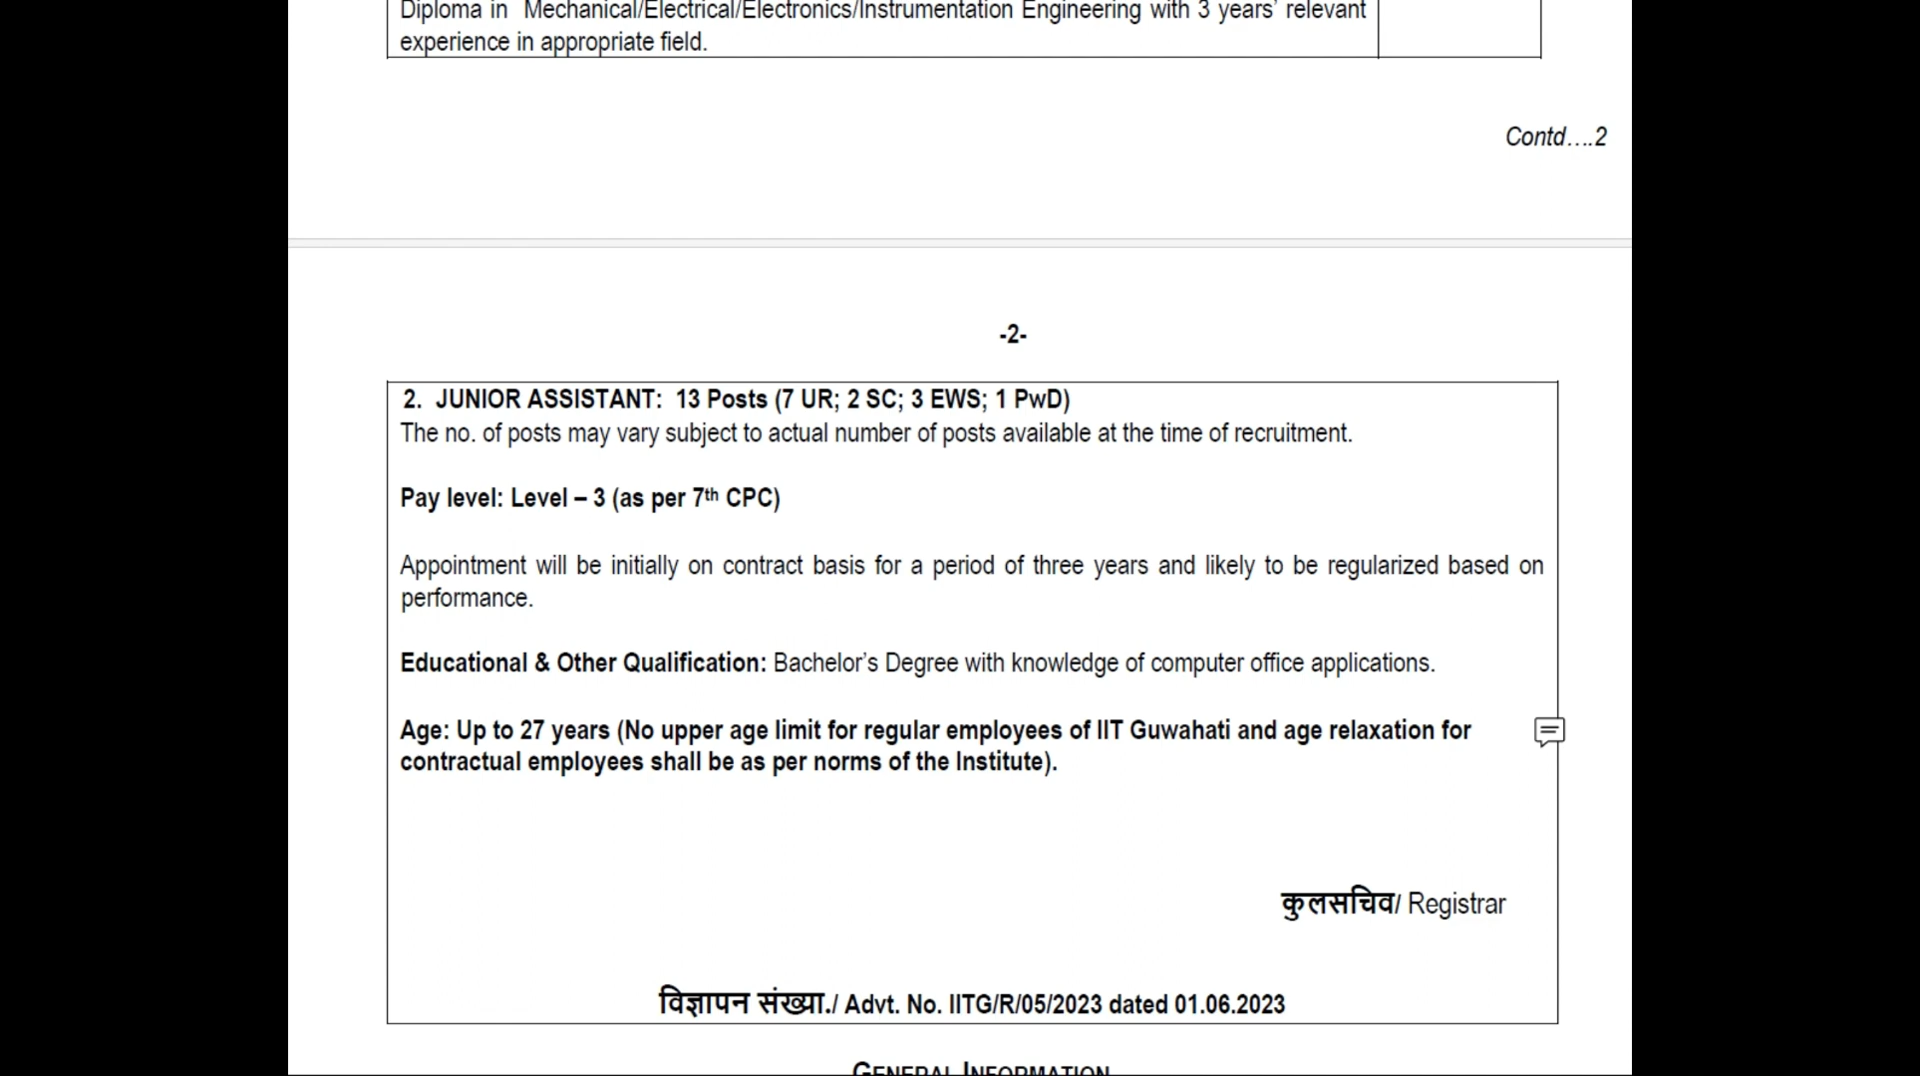 Diploma in Mechanical/Electrical/Electronics/Instrumentation Engineering with 3 years' relevant
experience in appropriate field.
Contd….2
-2-
2. JUNIOR ASSISTANT: 13 Posts (7 UR; 2 SC; 3 EWS; 1 PwD)
The no. of posts may vary subject to actual number of posts available at the time of recruitment.
Pay level: Level – 3 (as per 7th CPC)
Appointment will be initially on contract basis for a period of three years and likely to be regularized based on
performance.
Educational & Other Qualification: Bachelor's Degree with knowledge of computer office applications.
Age: Up to 27 years (No upper age limit for regular employees of IIT Guwahati and age relaxation for
contractual employees shall be as per norms of the Institute).
कुलसचिव/ Registrar
विज्ञापन संख्या./ Advt. No. IITG/R/05/2023 dated 01.06.2023
GENERAL INFORMATION